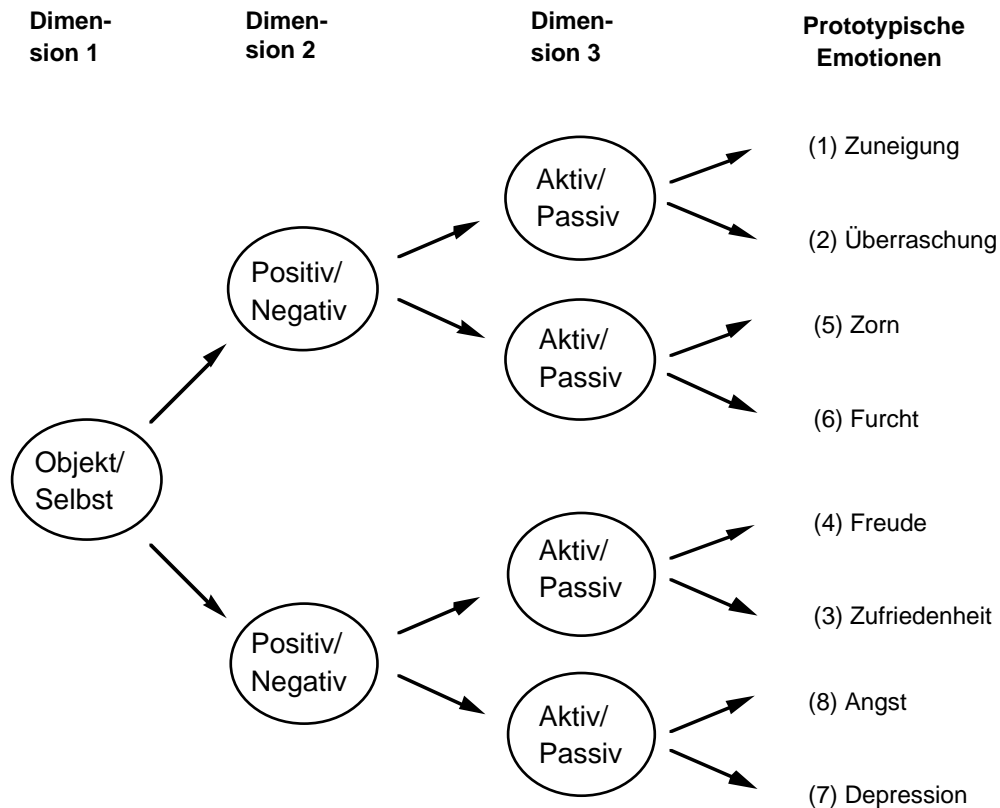 Dimen-
sion 1
Dimen-
sion 2
Dimen-
sion 3
Prototypische
Emotionen
Objekt/
Selbst
Positiv/
Negativ
Positiv/
Negativ
Aktiv/
Passiv
Aktiv/
Passiv
Aktiv/
Passiv
Aktiv/
Passiv
(1) Zuneigung
(2) Überraschung
(5) Zorn
(6) Furcht
(4) Freude
(3) Zufriedenheit
(8) Angst
(7) Depression